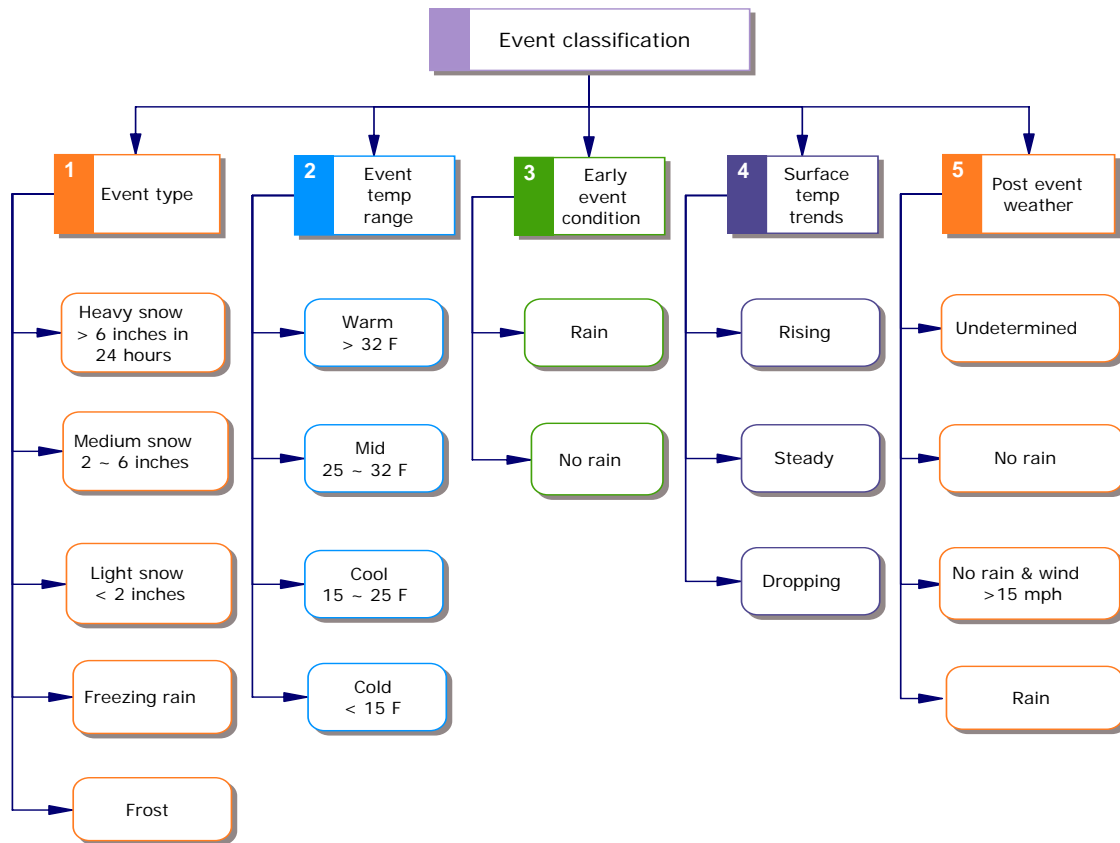 Event classification
1
Event type
Heavy snow
> 6 inches in
24 hours
Medium snow
2 ~ 6 inches
Light snow
< 2 inches
Freezing rain
Frost
2
Event
temp
range
Warm
> 32 F
Mid
25 ~ 32 F
Cool
15 ~ 25 F
Cold
< 15 F
3
Early
event
condition
Rain
No rain
4
Surface
temp
trends
Rising
Steady
Dropping
5
Post event
weather
Undetermined
No rain
No rain & wind
>15 mph
Rain